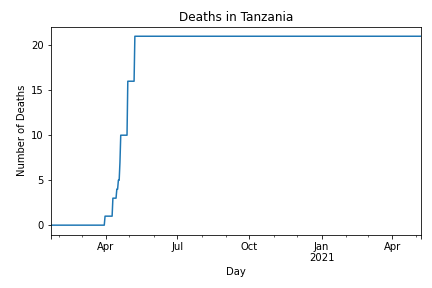 Deaths in Tanzania
20
15
10
5
0
Number of Deaths
Apr
Jul
Oct
Jan
2021
Apr
Day